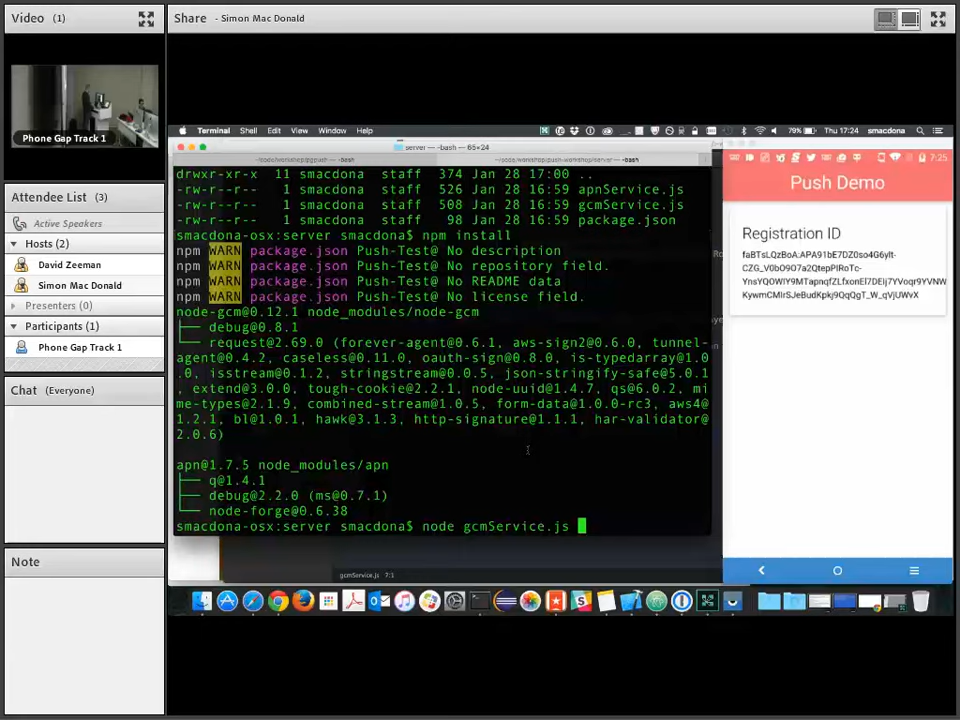 Video (1)
Phone Gap Track 1
Attendee List (3)
Active Speakers
Hosts (2)
David Zeeman
Simon Mac Donald
Presenters (0)
Participants (1)
Phone Gap Track 1
Chat (Everyone)
Note
Share - Simon Mac Donald
Terminal Shell Edit View Window Help
79% Thu 17:24 smacdona
server — -bash — 65×24
drwxr-xr-x 11 smacdona staff 374 Jan 28 17:00 ..
-rw-r--r-- 1 smacdona staff 526 Jan 28 16:59 apnService.js
-rw-r--r-- 1 smacdona staff 508 Jan 28 16:59 gcmService.js
-rw-r--r-- 1 smacdona staff 98 Jan 28 16:59 package.json
smacdona-osx:server smacdona$ npm install
npm WARN package.json Push-Test@ No description
npm WARN package.json Push-Test@ No repository field.
npm WARN package.json Push-Test@ No README data
npm WARN package.json Push-Test@ No license field.
node-gcm@0.12.1 node_modules/node-gcm
├── debug@0.8.1
└── request@2.69.0 (forever-agent@0.6.1, aws-sign2@0.6.0, tunnel-
agent@0.4.2, caseless@0.11.0, oauth-sign@0.8.0, is-typedarray@1.0
.0, isstream@0.1.2, stringstream@0.0.5, json-stringify-safe@5.0.1
, extend@3.0.0, tough-cookie@2.2.1, node-uuid@1.4.7, qs@6.0.2, mi
me-types@2.1.9, combined-stream@1.0.5, form-data@1.0.0-rc3, aws4@
1.2.1, bl@1.0.1, hawk@3.1.3, http-signature@1.1.1, har-validator@
2.0.6)
apn@1.7.5 node_modules/apn
├── q@1.4.1
├── debug@2.2.0 (ms@0.7.1)
└── node-forge@0.6.38
smacdona-osx:server smacdona$ node gcmService.js
gcmService.js 7:1
7:25
Push Demo
Registration ID